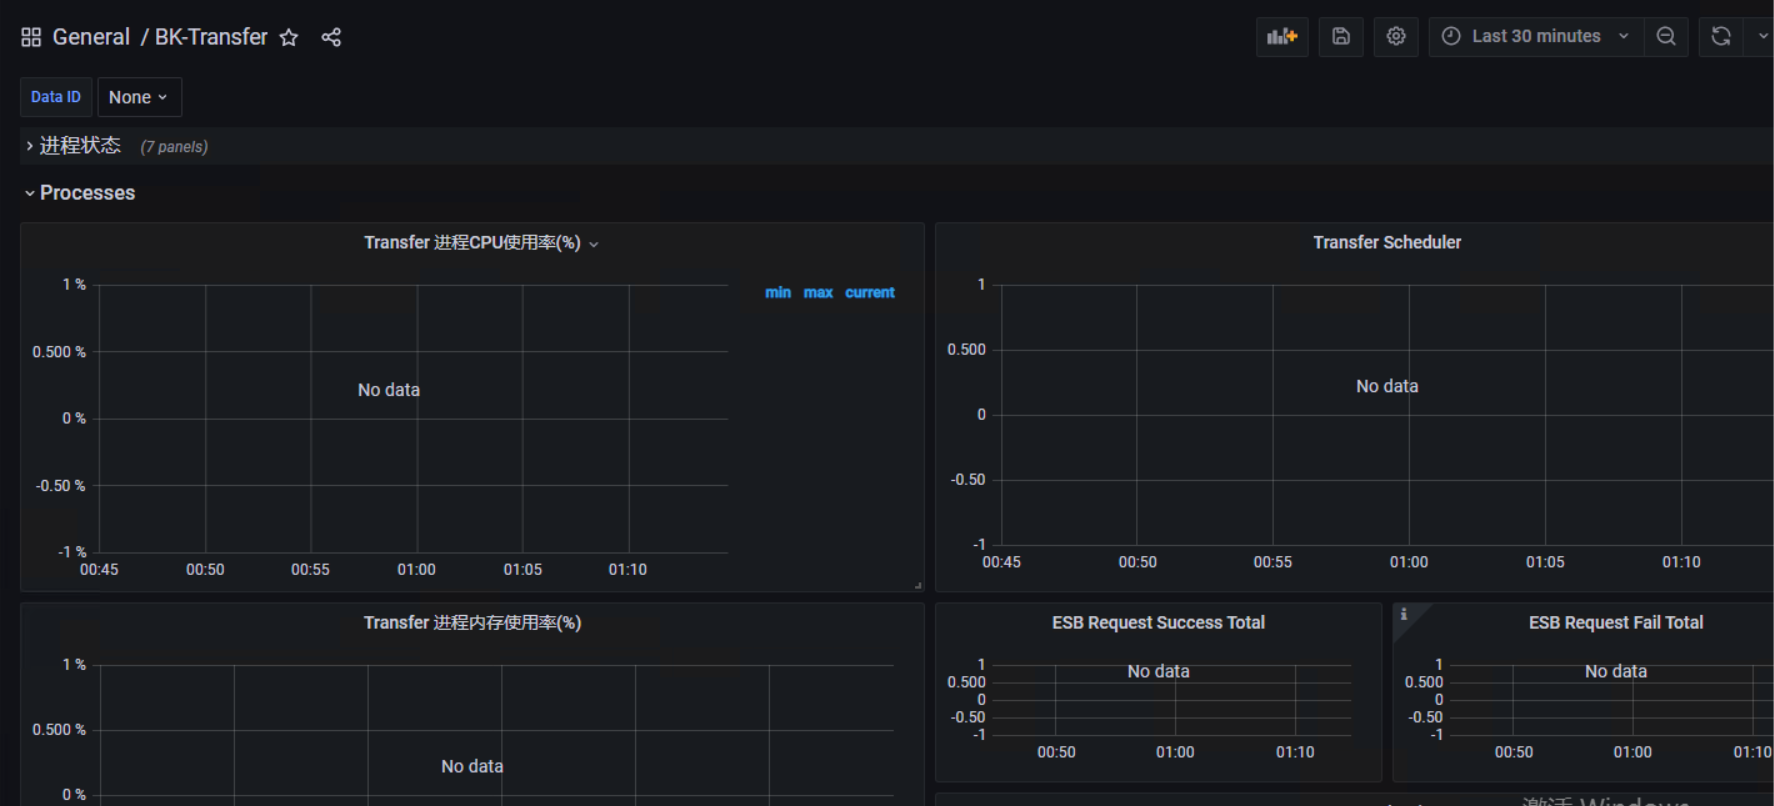 General / BK-Transfer
Last 30 minutes
Data ID None
进程状态 (7 panels)
Processes
Transfer 进程CPU使用率(%)
min max current
1 %
0.500 %
0 %
-0.50 %
-1 %
No data
00:45 00:50 00:55 01:00 01:05 01:10
Transfer Scheduler
1
0.500
0
-0.50
-1
No data
00:45 00:50 00:55 01:00 01:05 01:10
Transfer 进程内存使用率(%)
1 %
0.500 %
0 %
No data
ESB Request Success Total
1
0.500
0
-0.50
-1
No data
00:50 01:00 01:10
ESB Request Fail Total
1
0.500
0
-0.50
-1
No data
00:50 01:00 01:10
激活 Windows